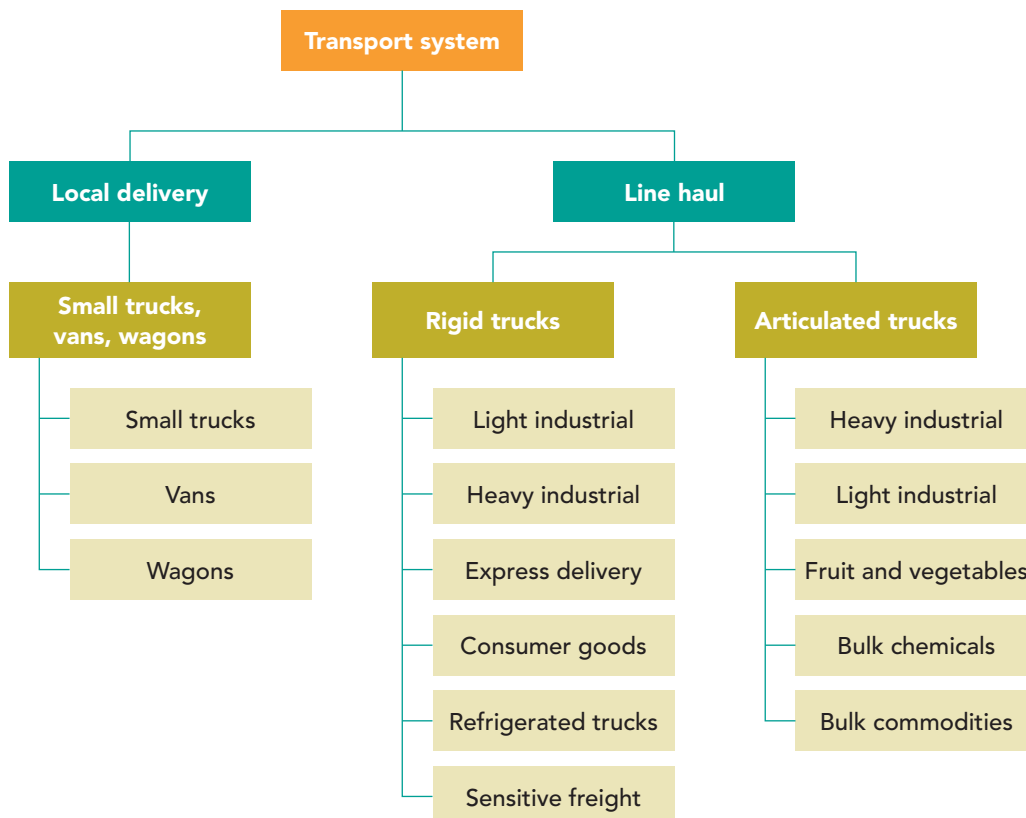 Transport system
Local delivery
Line haul
Small trucks,
vans, wagons
Rigid trucks
Articulated trucks
Small trucks
Vans
Wagons
Light industrial
Heavy industrial
Express delivery
Consumer goods
Refrigerated trucks
Sensitive freight
Heavy industrial
Light industrial
Fruit and vegetables
Bulk chemicals
Bulk commodities